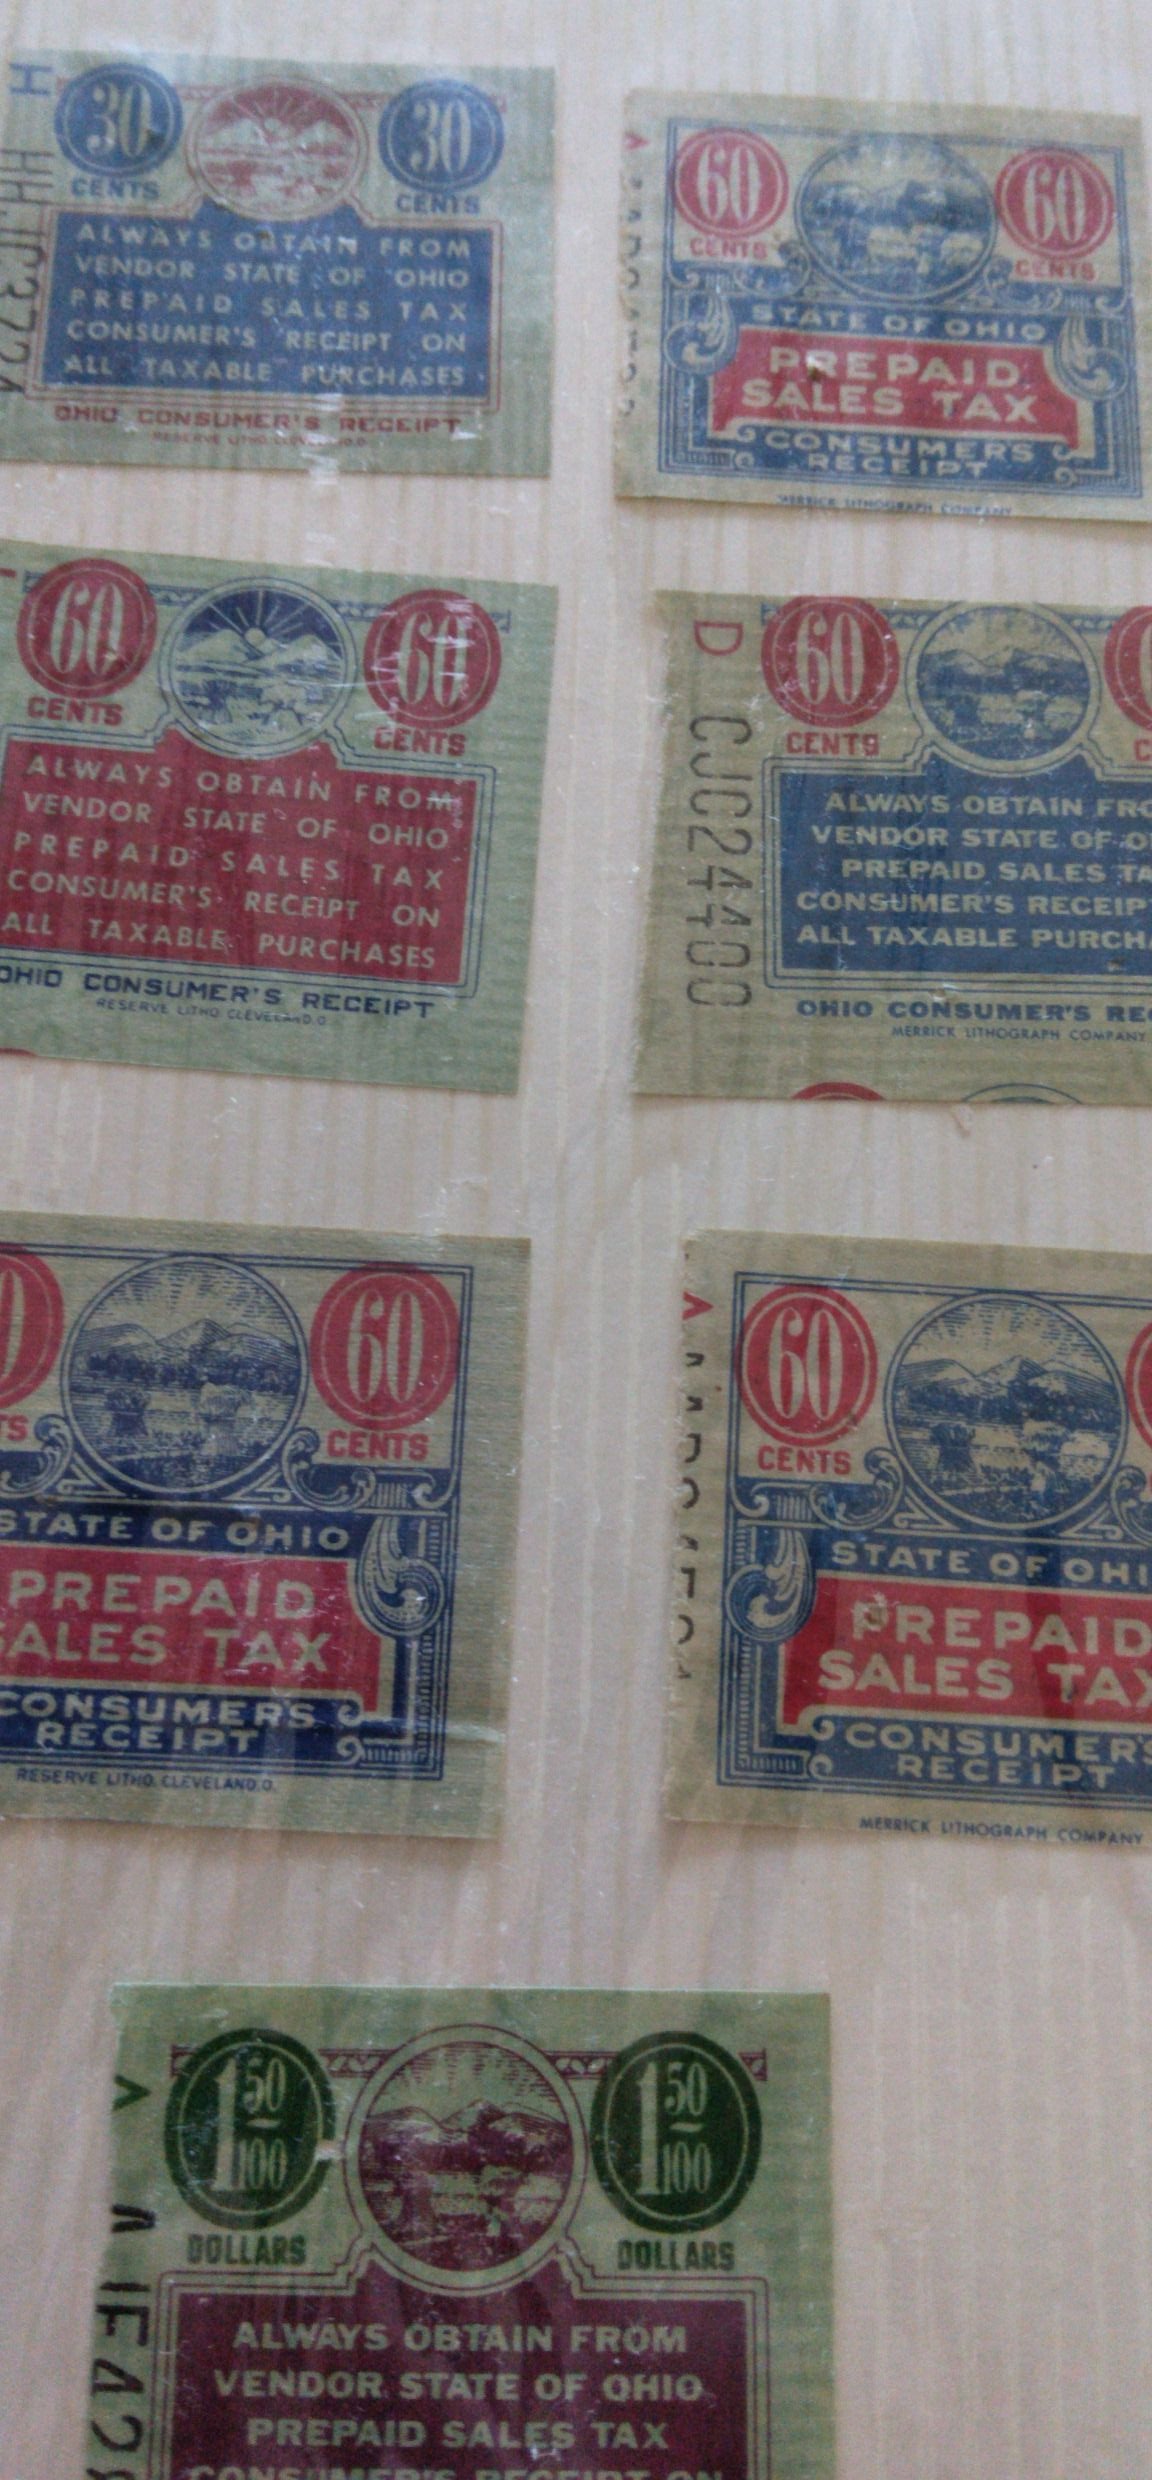 30 30
CENTS CENTS
ALWAYS OBTAIN FROM
VENDOR STATE OF OHIO
PREPAID SALES TAX
CONSUMER'S RECEIPT ON
ALL TAXABLE PURCHASES
OHIO CONSUMER'S RECEIPT
H
60 60
CENTS CENTS
STATE OF OHIO
PREPAID
SALES TAX
CONSUMERS
RECEIPT
MERRICK LITHOGRAPH COMPANY
60 60
CENTS CENTS
ALWAYS OBTAIN FROM
VENDOR STATE OF OHIO
PREPAID SALES TAX
CONSUMER'S RECEIPT ON
ALL TAXABLE PURCHASES
OHIO CONSUMER'S RECEIPT
RESERVE LITHO. CLEVELAND.O.
D CJC24400
60
CENTS
ALWAYS OBTAIN FRO
VENDOR STATE OF O
PREPAID SALES TA
CONSUMER'S RECEIP
ALL TAXABLE PURCHA
OHIO CONSUMER'S REC
MERRICK LITHOGRAPH COMPANY
60
TS CENTS
STATE OF OHIO
PREPAID
SALES TAX
CONSUMERS
RECEIPT
RESERVE LITHO. CLEVELAND.O.
60
CENTS
STATE OF OHI
PREPAID
SALES TAX
CONSUMERS
RECEIPT
MERRICK LITHOGRAPH COMPANY
1 50/100 1 50/100
DOLLARS DOLLARS
ALWAYS OBTAIN FROM
VENDOR STATE OF OHIO
PREPAID SALES TAX
CONSUMER'S RECEIPT ON